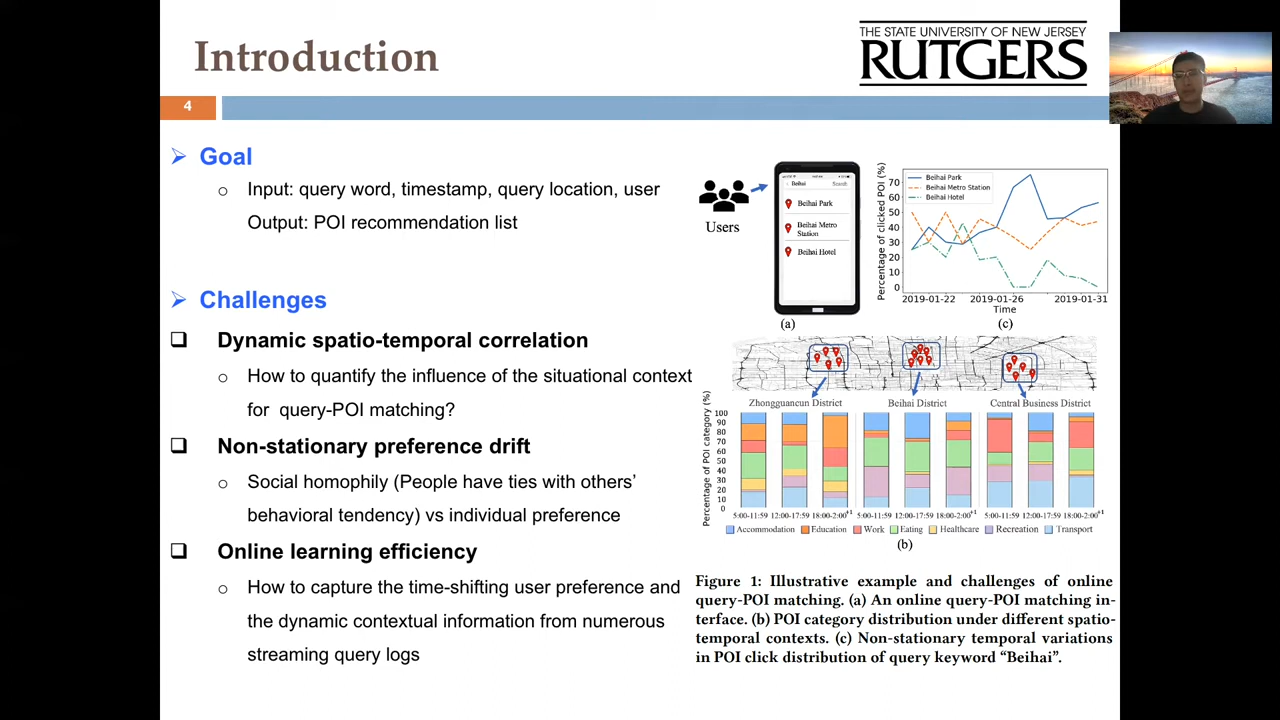 Introduction
THE STATE UNIVERSITY OF NEW JERSEY
RUTGERS
4
Goal
Input: query word, timestamp, query location, user
Output: POI recommendation list
Challenges
Dynamic spatio-temporal correlation
How to quantify the influence of the situational context
for query-POI matching?
Non-stationary preference drift
Social homophily (People have ties with others'
behavioral tendency) vs individual preference
Online learning efficiency
How to capture the time-shifting user preference and
the dynamic contextual information from numerous
streaming query logs
Users
Beihai
Search
Beihai Park
Beihai Metro
Station
Beihai Hotel
(a)
Percentage of clicked POI (%)
70
60
50
40
30
20
10
0
Beihai Park
Beihai Metro Station
Beihai Hotel
2019-01-22 2019-01-26 2019-01-31
Time
(c)
Zhongguancun District Beihai District Central Business District
Percentage of POI category (%)
100
90
80
70
60
50
40
30
20
10
0
5:00-11:59 12:00-17:59 18:00-2:00+1 5:00-11:59 12:00-17:59 18:00-2:00+1 5:00-11:59 12:00-17:59 18:00-2:00+1
Accommodation Education Work Eating Healthcare Recreation Transport
(b)
Figure 1: Illustrative example and challenges of online
query-POI matching. (a) An online query-POI matching in-
terface. (b) POI category distribution under different spatio-
temporal contexts. (c) Non-stationary temporal variations
in POI click distribution of query keyword “Beihai”.